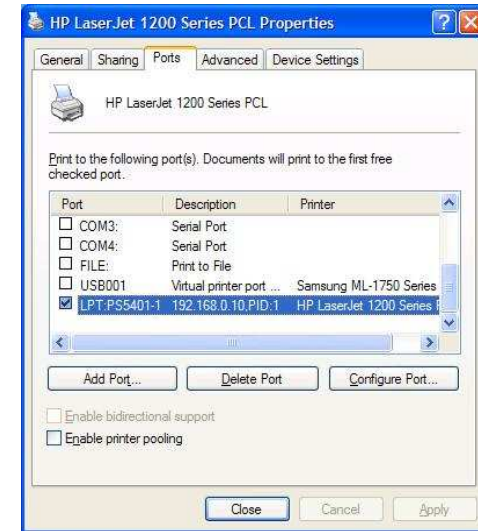 HP LaserJet 1200 Series PCL Properties
General Sharing Ports Advanced Device Settings
HP LaserJet 1200 Series PCL
Print to the following port(s). Documents will print to the first free
checked port.
Port Description Printer
COM3: Serial Port
COM4: Serial Port
FILE: Print to File
USB001 Virtual printer port ... Samsung ML-1750 Series
LPT:PS5401-1 192.168.0.10,PID:1 HP LaserJet 1200 Series
Add Port... Delete Port Configure Port...
Enable bidirectional support
Enable printer pooling
Close Cancel Apply